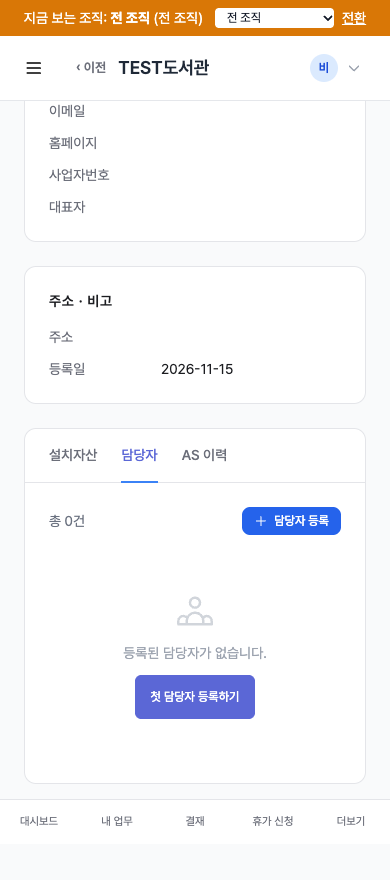 지금 보는 조직: 전 조직 (전 조직) 전 조직 전환
‹ 이전 TEST도서관 비
이메일
홈페이지
사업자번호
대표자
주소 · 비고
주소
등록일 2026-11-15
설치자산 담당자 AS 이력
총 0건 + 담당자 등록
등록된 담당자가 없습니다.
첫 담당자 등록하기
대시보드 내 업무 결재 휴가 신청 더보기